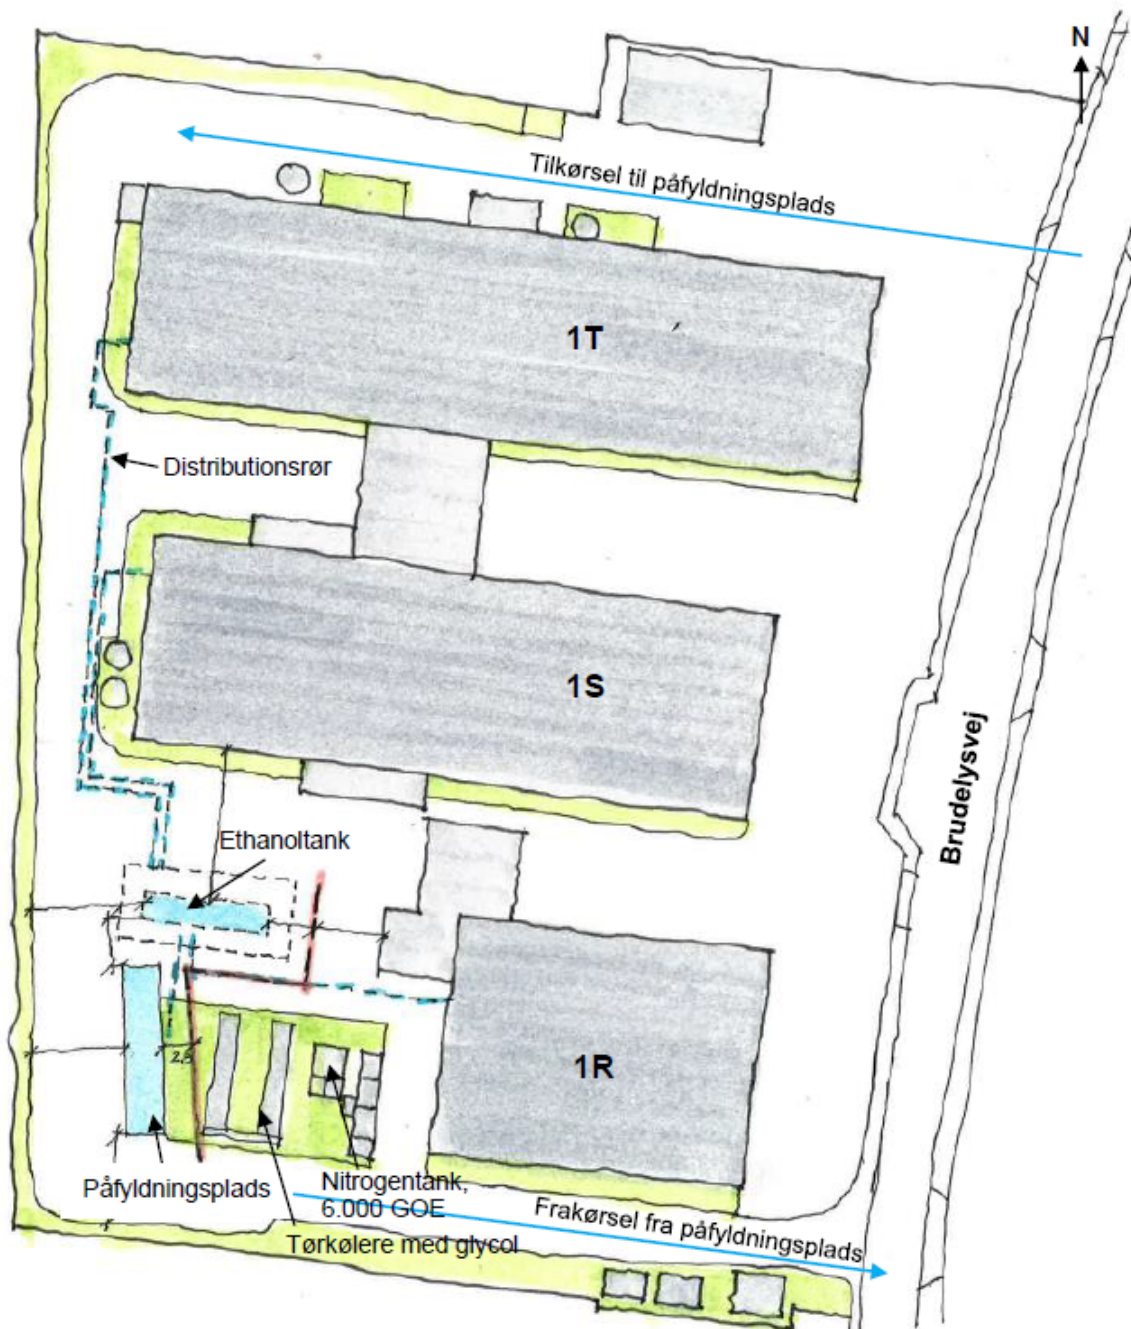 N
Tilkørsel til påfyldningsplads
1T
Distributionsrør
1S
Brudelysvej
Ethanoltank
1R
2,5
Påfyldningsplads
Nitrogentank,
6.000 GOE
Tørkølere med glycol
Frakørsel fra påfyldningsplads